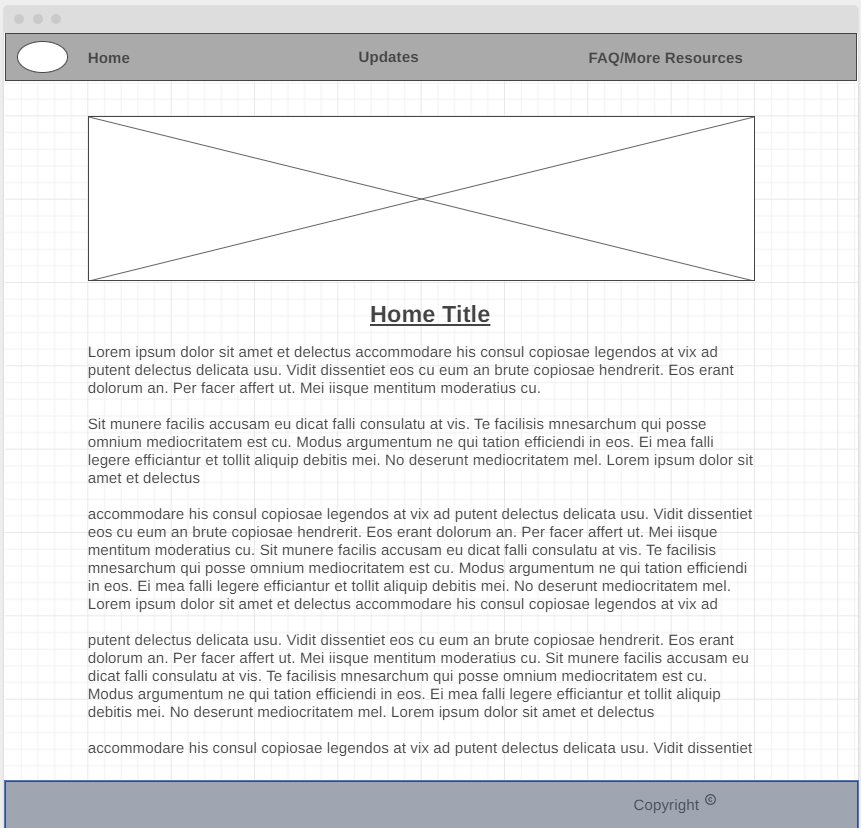 Home Updates FAQ/More Resources
Home Title
Lorem ipsum dolor sit amet et delectus accommodare his consul copiosae legendos at vix ad
putent delectus delicata usu. Vidit dissentiet eos cu eum an brute copiosae hendrerit. Eos erant
dolorum an. Per facer affert ut. Mei iisque mentitum moderatius cu.
Sit munere facilis accusam eu dicat falli consulatu at vis. Te facilisis mnesarchum qui posse
omnium mediocritatem est cu. Modus argumentum ne qui tation efficiendi in eos. Ei mea falli
legere efficiantur et tollit aliquip debitis mei. No deserunt mediocritatem mel. Lorem ipsum dolor sit
amet et delectus
accommodare his consul copiosae legendos at vix ad putent delectus delicata usu. Vidit dissentiet
eos cu eum an brute copiosae hendrerit. Eos erant dolorum an. Per facer affert ut. Mei iisque
mentitum moderatius cu. Sit munere facilis accusam eu dicat falli consulatu at vis. Te facilisis
mnesarchum qui posse omnium mediocritatem est cu. Modus argumentum ne qui tation efficiendi
in eos. Ei mea falli legere efficiantur et tollit aliquip debitis mei. No deserunt mediocritatem mel.
Lorem ipsum dolor sit amet et delectus accommodare his consul copiosae legendos at vix ad
putent delectus delicata usu. Vidit dissentiet eos cu eum an brute copiosae hendrerit. Eos erant
dolorum an. Per facer affert ut. Mei iisque mentitum moderatius cu. Sit munere facilis accusam eu
dicat falli consulatu at vis. Te facilisis mnesarchum qui posse omnium mediocritatem est cu.
Modus argumentum ne qui tation efficiendi in eos. Ei mea falli legere efficiantur et tollit aliquip
debitis mei. No deserunt mediocritatem mel. Lorem ipsum dolor sit amet et delectus
accommodare his consul copiosae legendos at vix ad putent delectus delicata usu. Vidit dissentiet
Copyright ©